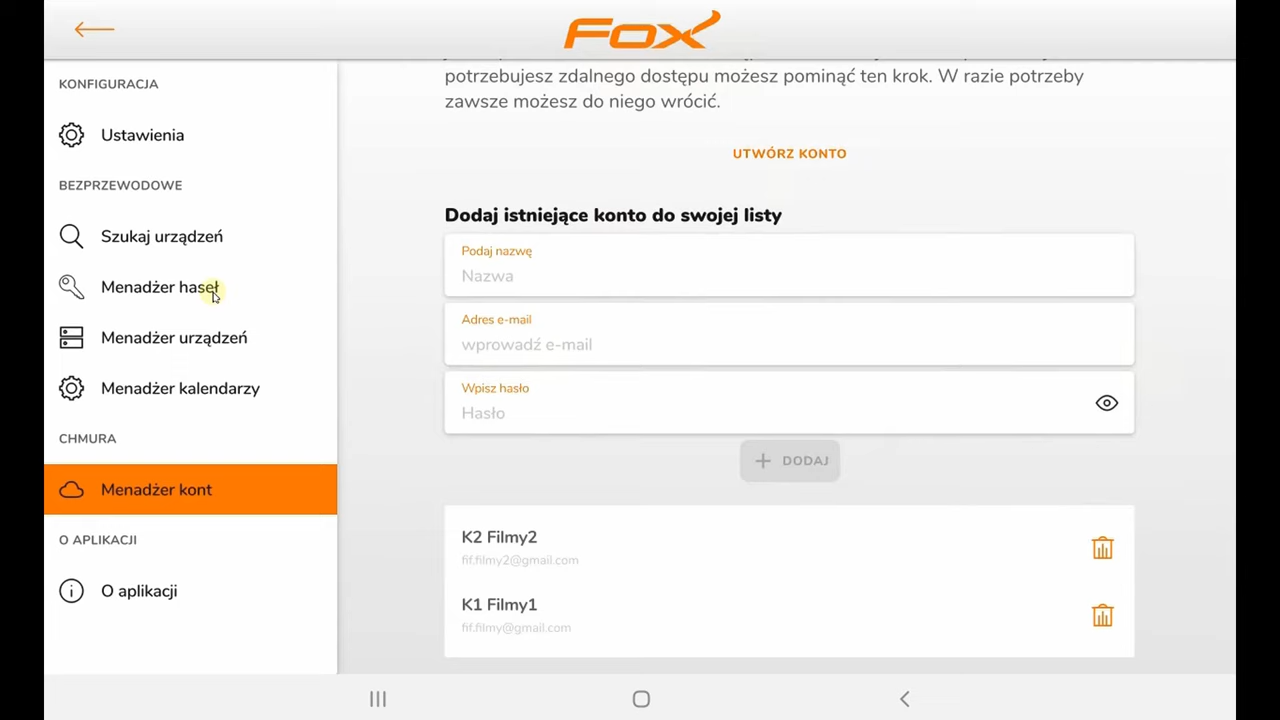 FOX
KONFIGURACJA
Ustawienia
BEZPRZEWODOWE
Szukaj urządzeń
Menadżer haseł
Menadżer urządzeń
Menadżer kalendarzy
CHMURA
Menadżer kont
O APLIKACJI
O aplikacji
potrzebujesz zdalnego dostępu możesz pominąć ten krok. W razie potrzeby
zawsze możesz do niego wrócić.
UTWÓRZ KONTO
Dodaj istniejące konto do swojej listy
Podaj nazwę
Nazwa
Adres e-mail
wprowadź e-mail
Wpisz hasło
Hasło
+ DODAJ
K2 Filmy2
fif.filmy2@gmail.com
K1 Filmy1
fif.filmy@gmail.com